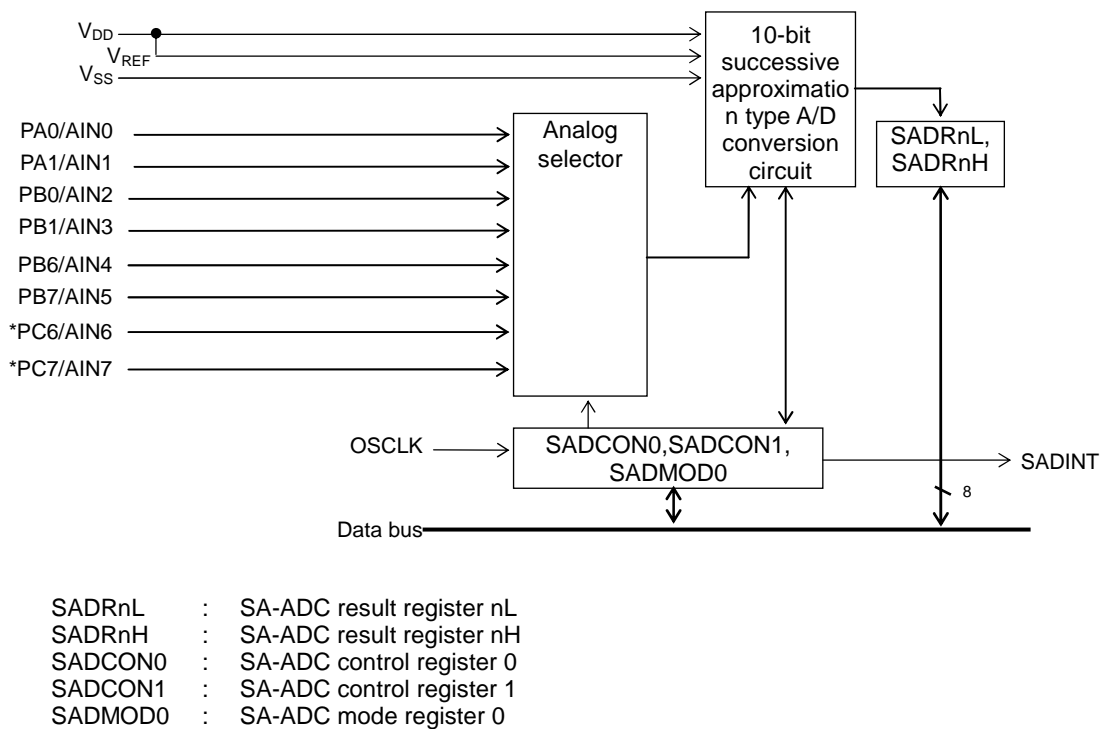 VDD
VREF
VSS
10-bit
successive
approximatio
n type A/D
conversion
circuit
SADRnL,
SADRnH
PA0/AIN0
PA1/AIN1
PB0/AIN2
PB1/AIN3
PB6/AIN4
PB7/AIN5
*PC6/AIN6
*PC7/AIN7
Analog
selector
OSCLK
SADCON0,SADCON1,
SADMOD0
SADINT
8
Data bus
SADRnL : SA-ADC result register nL
SADRnH : SA-ADC result register nH
SADCON0 : SA-ADC control register 0
SADCON1 : SA-ADC control register 1
SADMOD0 : SA-ADC mode register 0